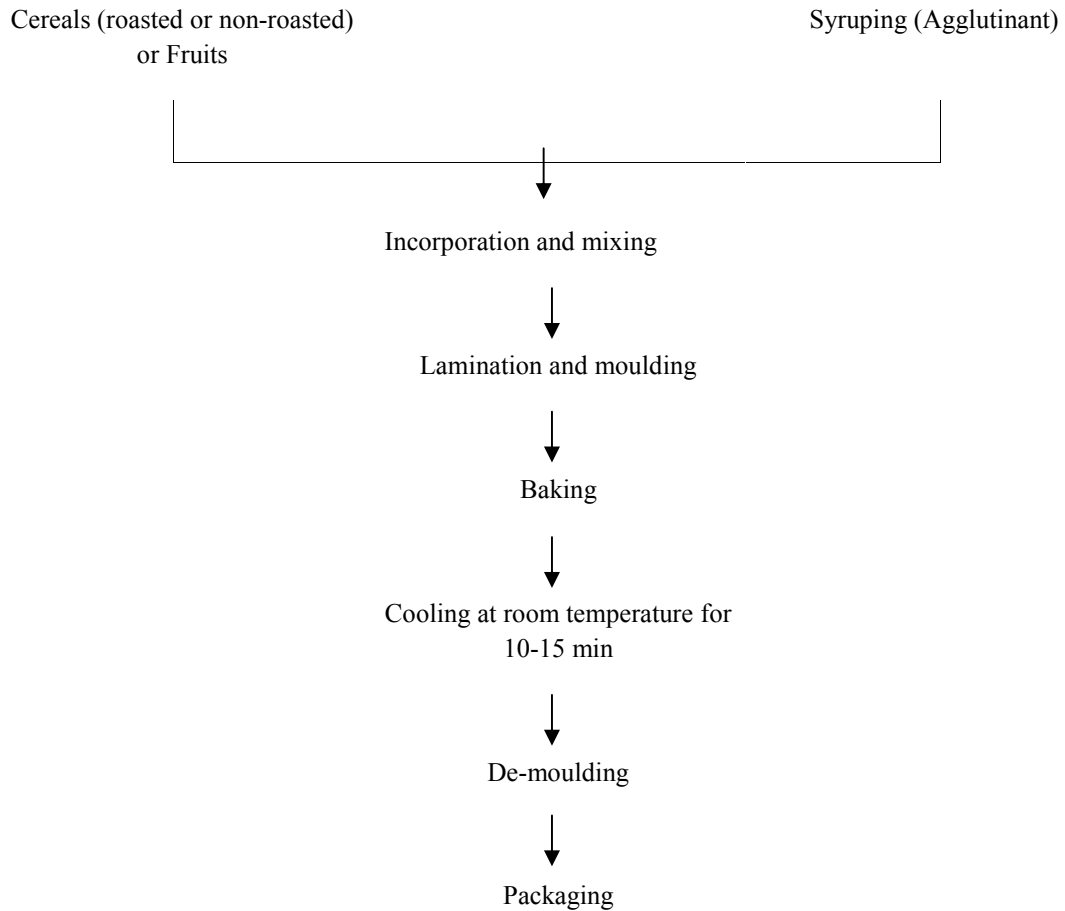 Cereals (roasted or non-roasted)
or Fruits
Syruping (Agglutinant)
Incorporation and mixing
Lamination and moulding
Baking
Cooling at room temperature for
10-15 min
De-moulding
Packaging